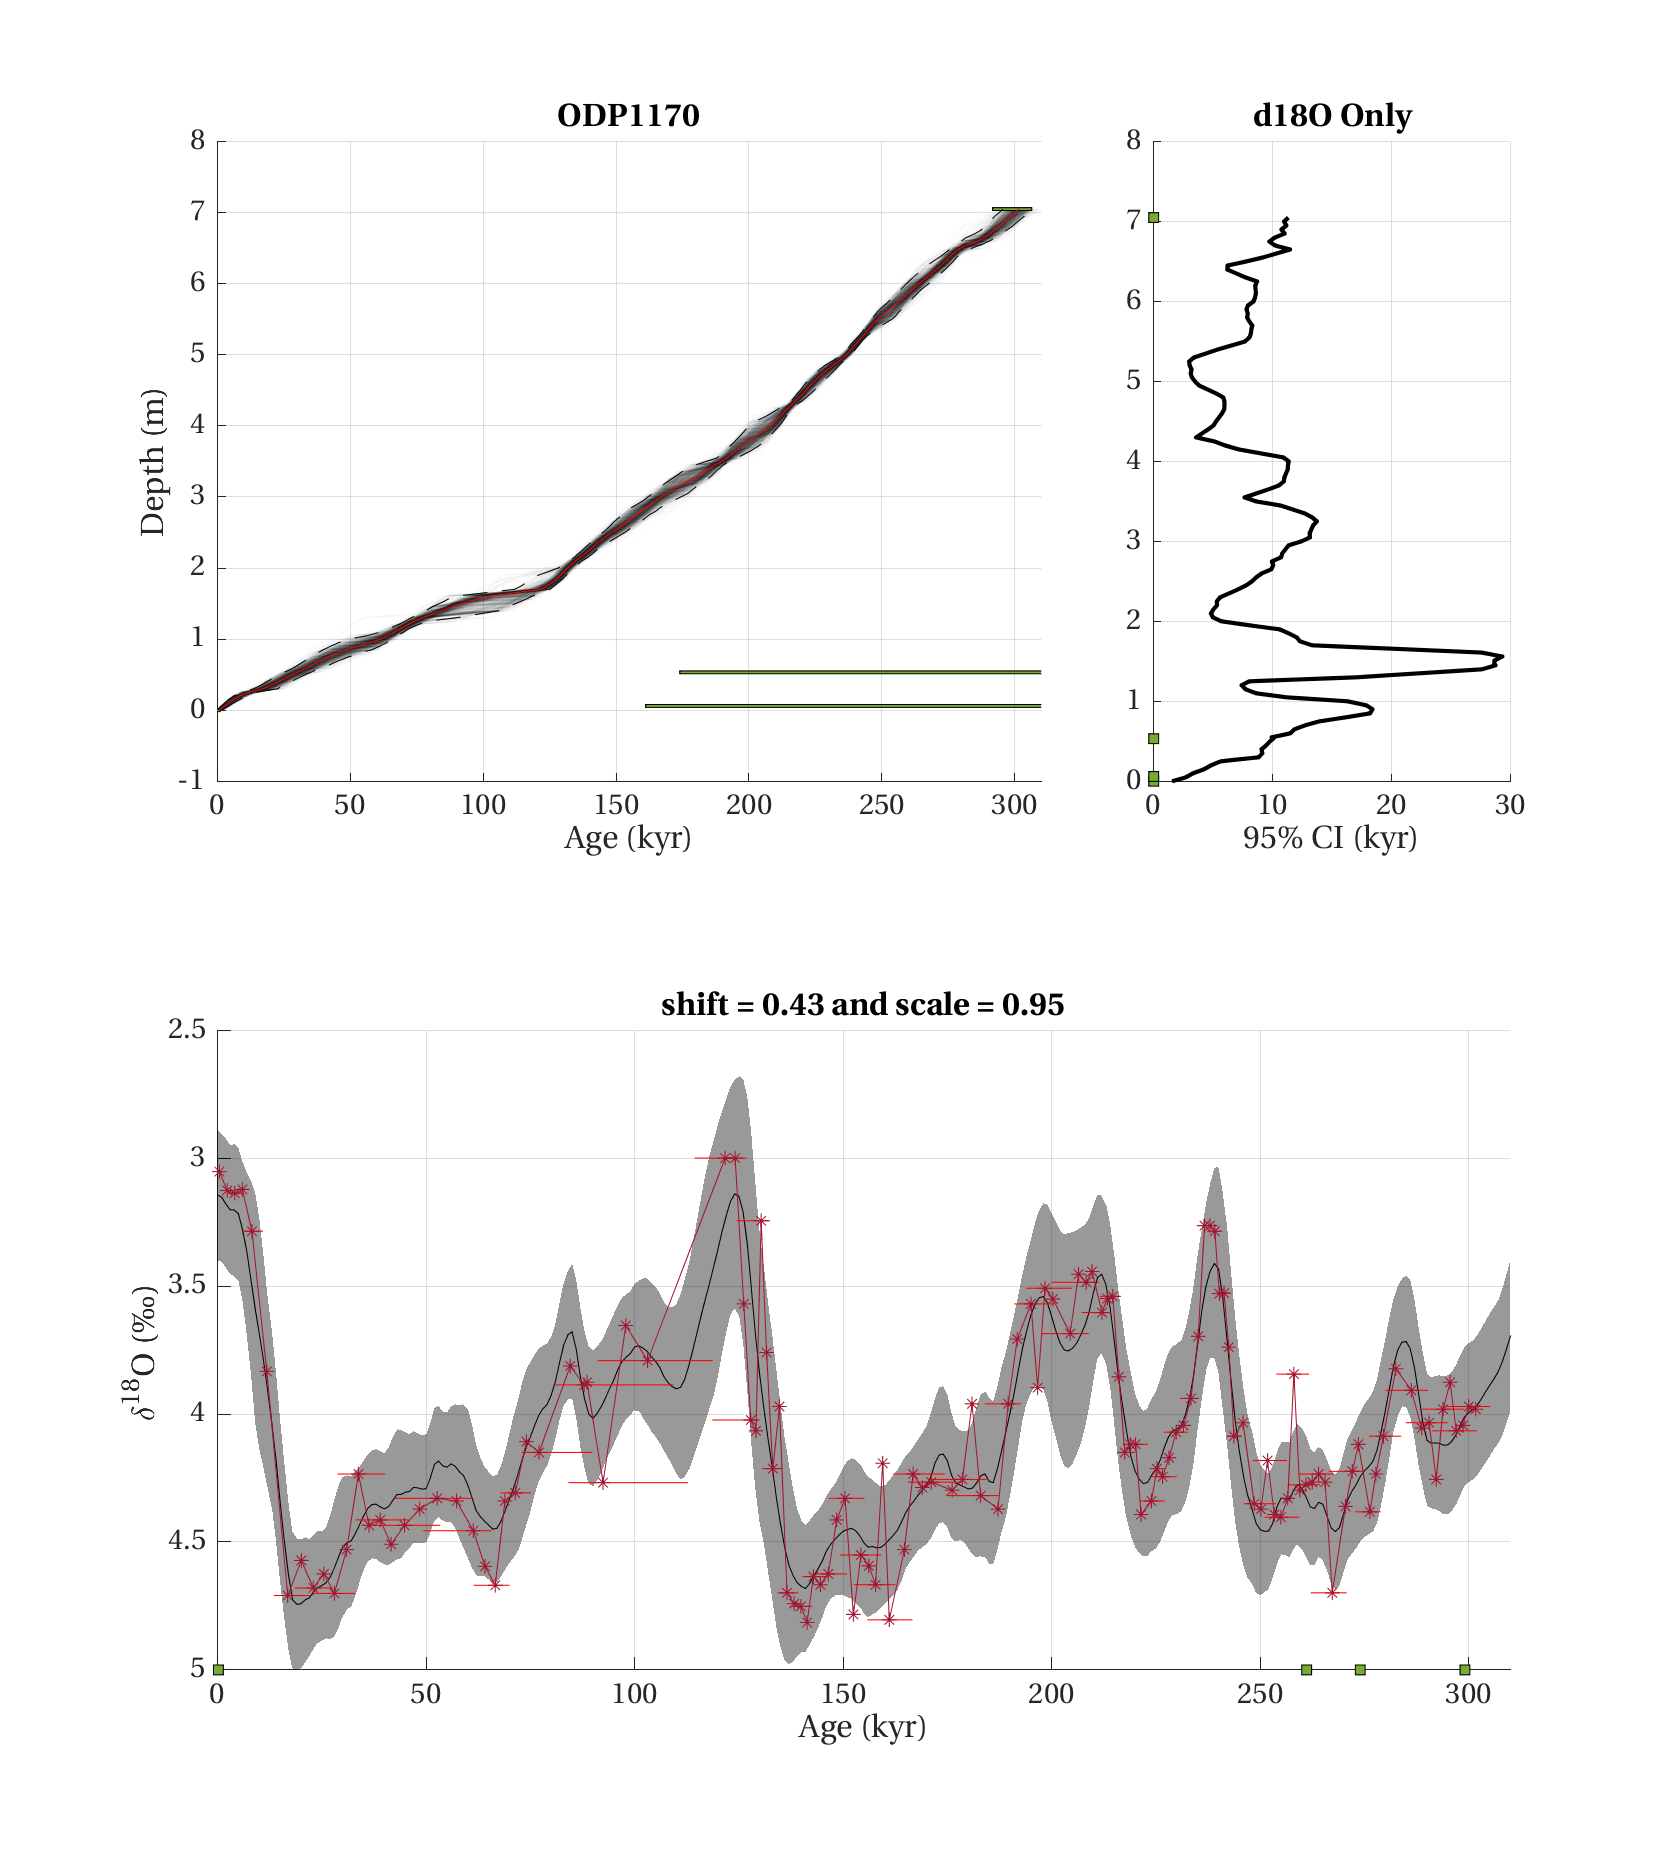 ODP1170
8
7
6
5
4
3
2
1
0
-1
Depth (m)
0 50 100 150 200 250 300
Age (kyr)
d18O Only
8
7
6
5
4
3
2
1
0
0 10 20 30
95% CI (kyr)
shift = 0.43 and scale = 0.95
2.5
3
3.5
4
4.5
5
δ18O (‰)
0 50 100 150 200 250 300
Age (kyr)